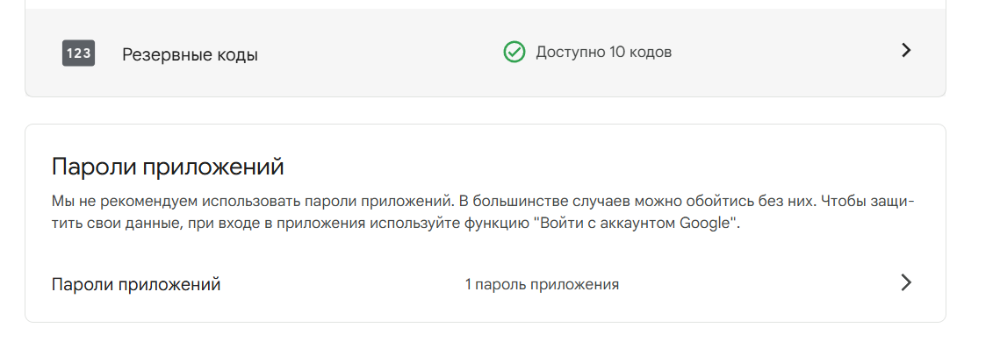 123 Резервные коды Доступно 10 кодов
Пароли приложений
Мы не рекомендуем использовать пароли приложений. В большинстве случаев можно обойтись без них. Чтобы защи-
тить свои данные, при входе в приложения используйте функцию "Войти с аккаунтом Google".
Пароли приложений 1 пароль приложения